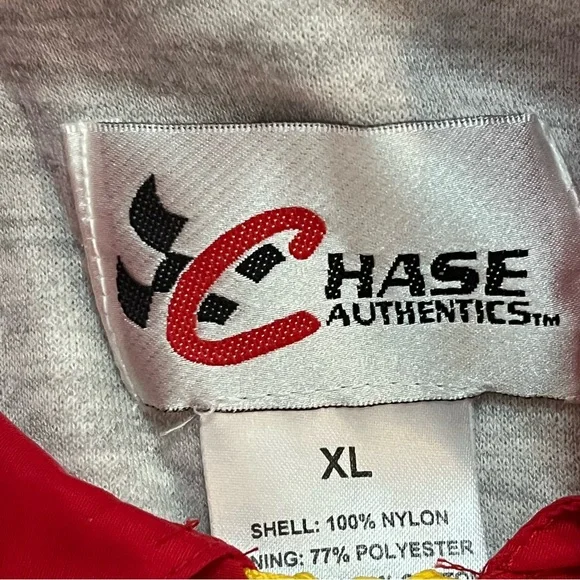 CHASE
AUTHENTICS™
XL
SHELL: 100% NYLON
NING: 77% POLYESTER